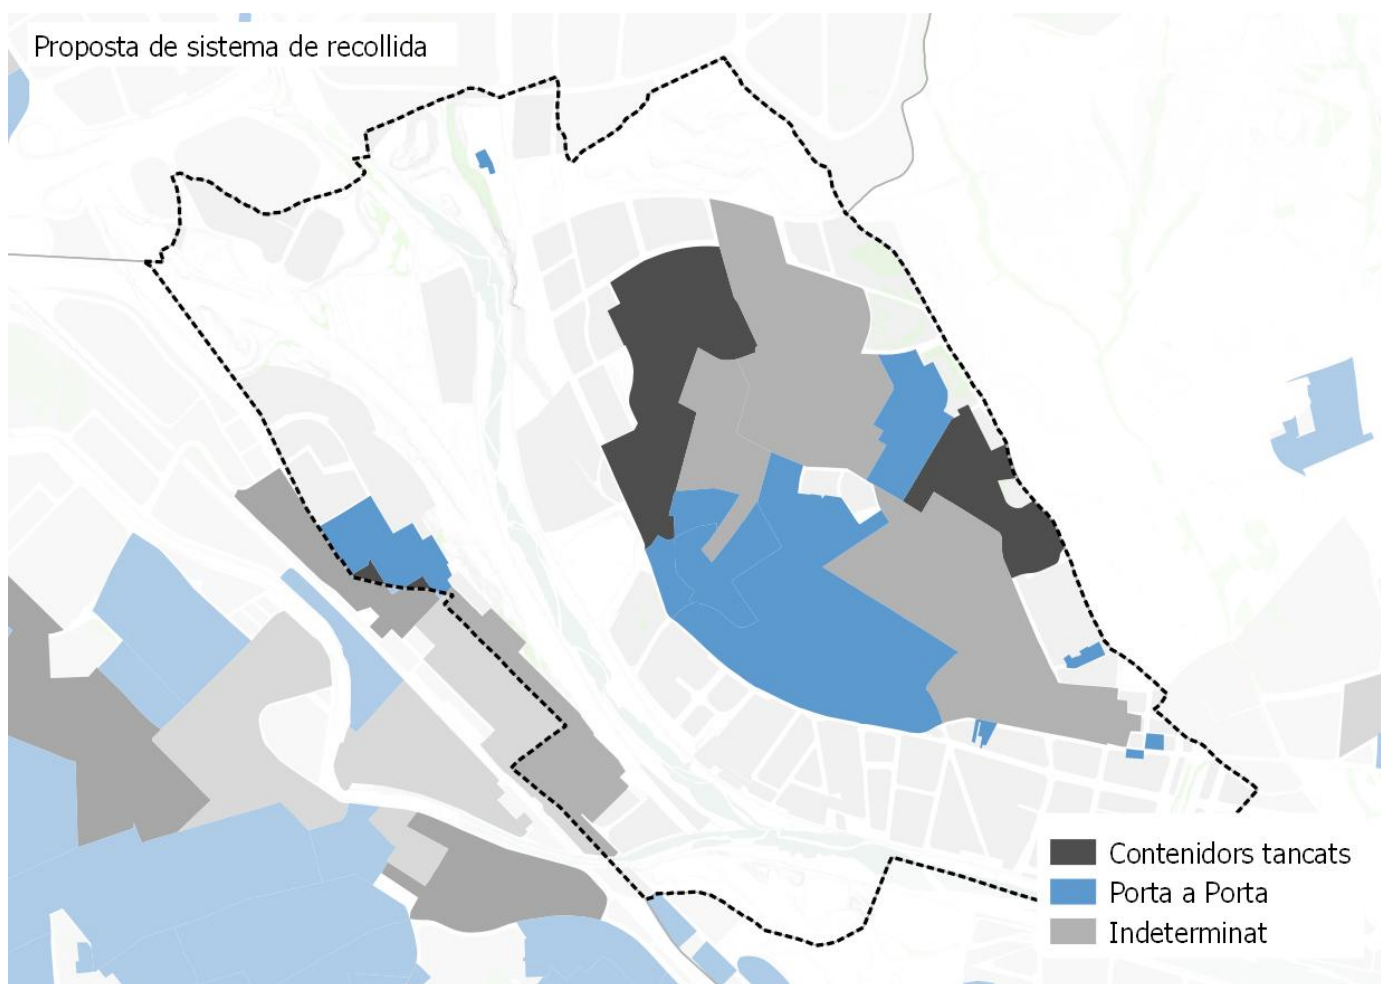 Proposta de sistema de recollida
Contenidors tancats
Porta a Porta
Indeterminat